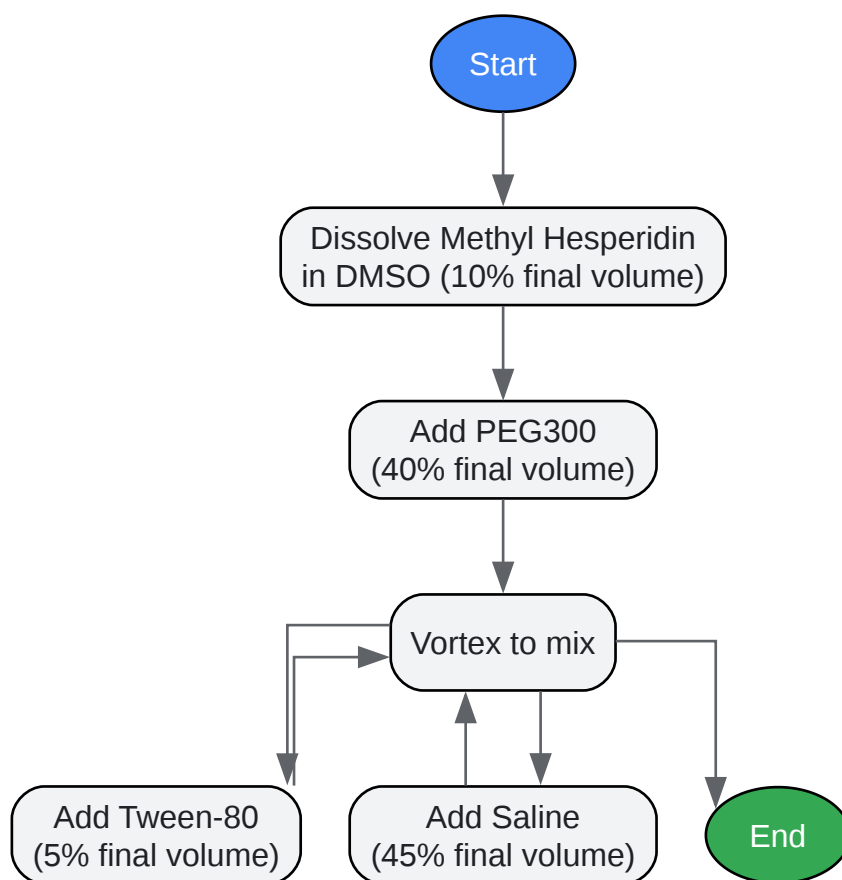 Start
Dissolve Methyl Hesperidin
in DMSO (10% final volume)
Add PEG300
(40% final volume)
Vortex to mix
Add Tween-80
(5% final volume)
Add Saline
(45% final volume)
End